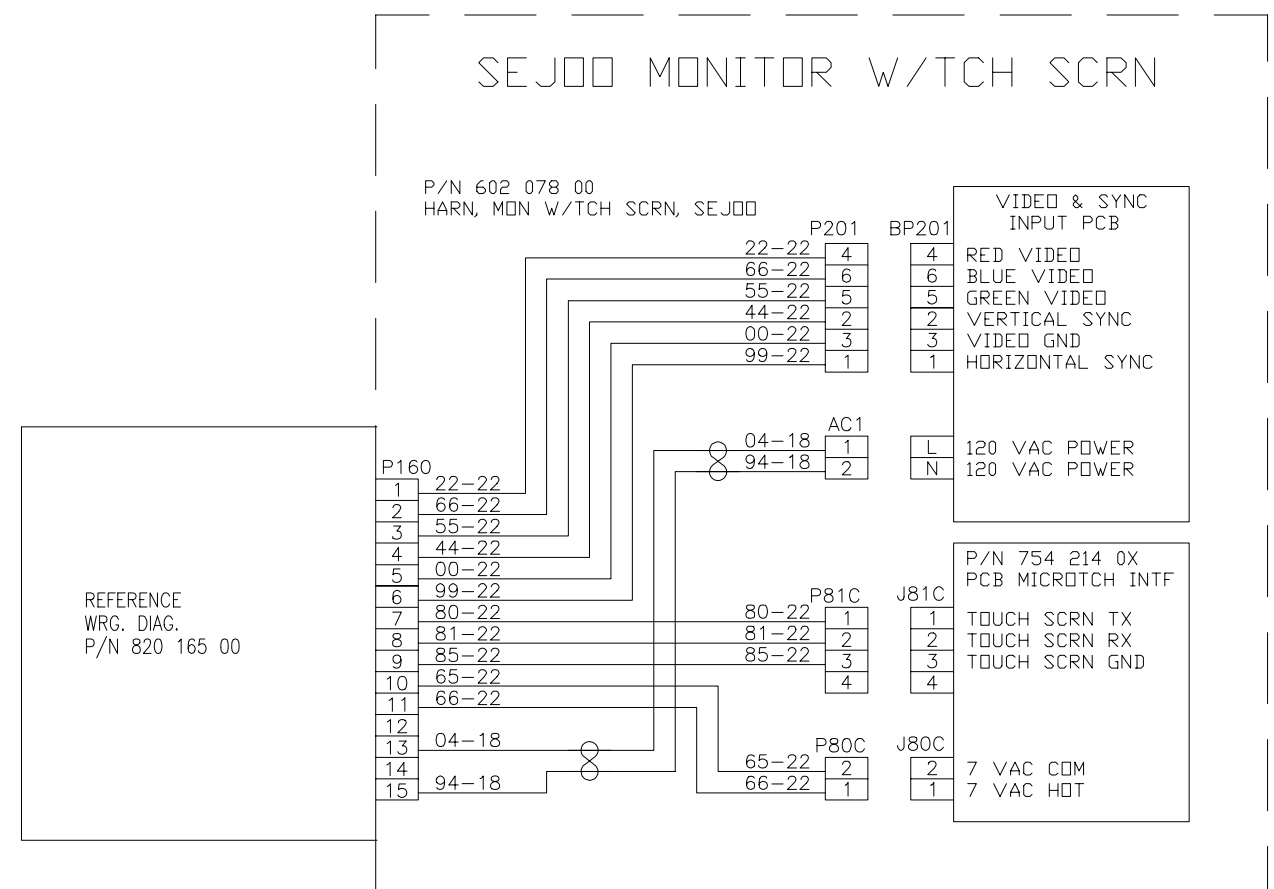 SEJOO MONITOR W/TCH SCRN
P/N 602 078 00
HARN, MON W/TCH SCRN, SEJOO
P201
22-22 4
66-22 6
55-22 5
44-22 2
00-22 3
99-22 1
BP201
VIDEO & SYNC
INPUT PCB
4 RED VIDEO
6 BLUE VIDEO
5 GREEN VIDEO
2 VERTICAL SYNC
3 VIDEO GND
1 HORIZONTAL SYNC
AC1
04-18 1
94-18 2
L 120 VAC POWER
N 120 VAC POWER
REFERENCE
WRG. DIAG.
P/N 820 165 00
P160
1 22-22
2 66-22
3 55-22
4 44-22
5 00-22
6 99-22
7 80-22
8 81-22
9 85-22
10 65-22
11 66-22
12
13 04-18
14
15 94-18
P81C
80-22 1
81-22 2
85-22 3
4
J81C
P/N 754 214 0X
PCB MICROTCH INTF
1 TOUCH SCRN TX
2 TOUCH SCRN RX
3 TOUCH SCRN GND
4
P80C
65-22 2
66-22 1
J80C
2 7 VAC COM
1 7 VAC HOT